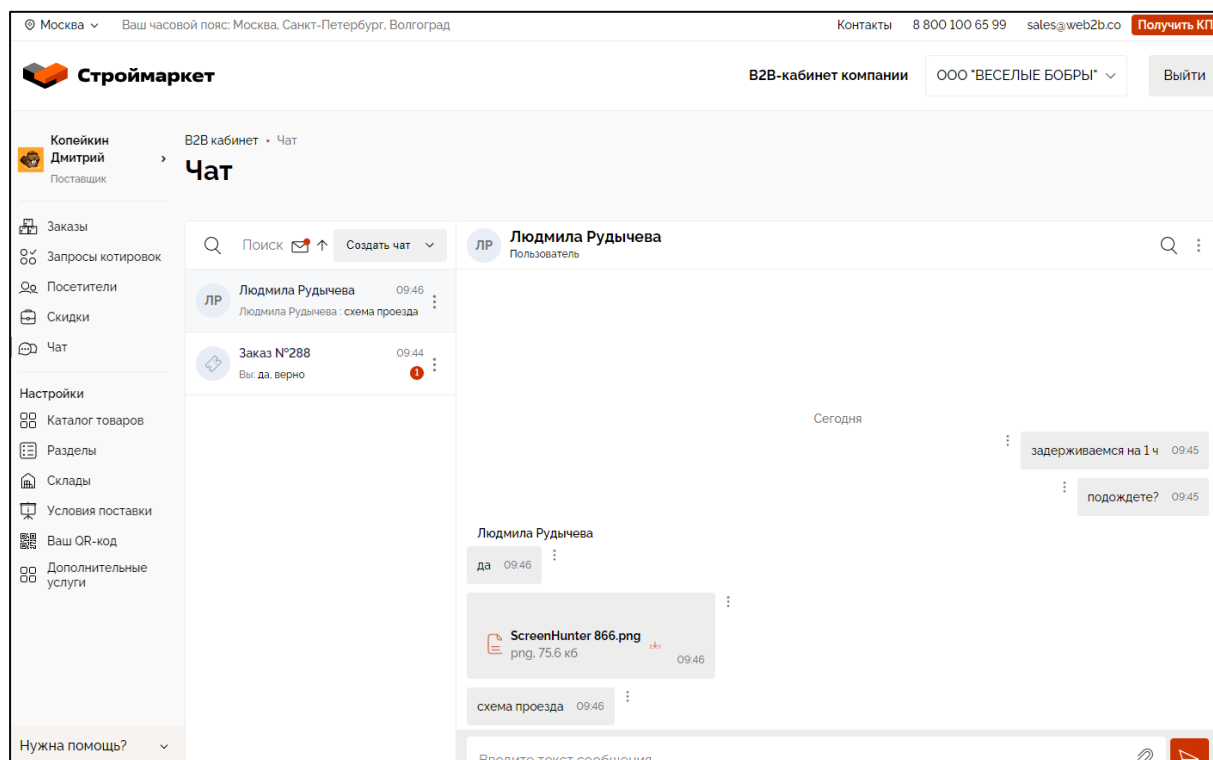 Москва
Ваш часовой пояс: Москва, Санкт-Петербург, Волгоград
Контакты
8 800 100 65 99
sales@web2b.co
Получить КП
Строймаркет
B2B-кабинет компании
ООО "ВЕСЕЛЫЕ БОБРЫ"
Выйти
Копейкин
Дмитрий
Поставщик
Заказы
Запросы котировок
Посетители
Скидки
Чат
Настройки
Каталог товаров
Разделы
Склады
Условия поставки
Ваш QR-код
Дополнительные
услуги
Нужна помощь?
B2B кабинет • Чат
Чат
Поиск
Создать чат
ЛР
Людмила Рудычева
09:46
Людмила Рудычева : схема проезда
Заказ №288
09:44
Вы: да, верно
1
ЛР
Людмила Рудычева
Пользователь
Сегодня
задерживаемся на 1 ч 09:45
подождете? 09:45
Людмила Рудычева
да 09:46
ScreenHunter 866.png
png, 75.6 кб
09:46
схема проезда 09:46
Введите текст сообщения